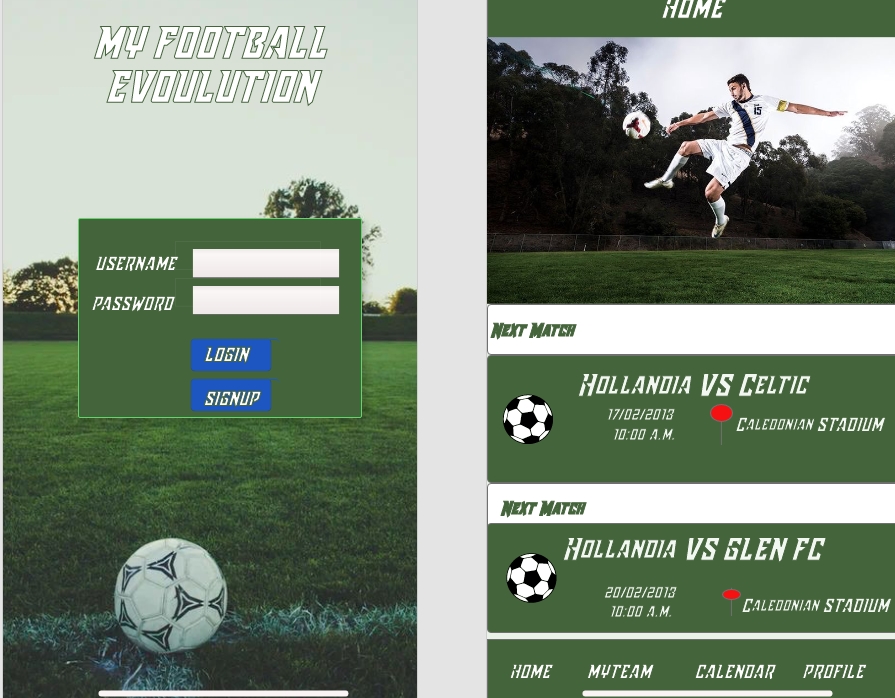 MY FOOTBALL
EVOULUTION
USERNAME
PASSWORD
LOGIN
SIGNUP
HOME
15
NEXT MATCH
HOLLANDIA VS CELTIC
17/02/2013
10:00 A.M.
CALEDONIAN STADIUM
NEXT MATCH
HOLLANDIA VS GLEN FC
20/02/2013
10:00 A.M.
CALEDONIAN STADIUM
HOME MYTEAM CALENDAR PROFILE